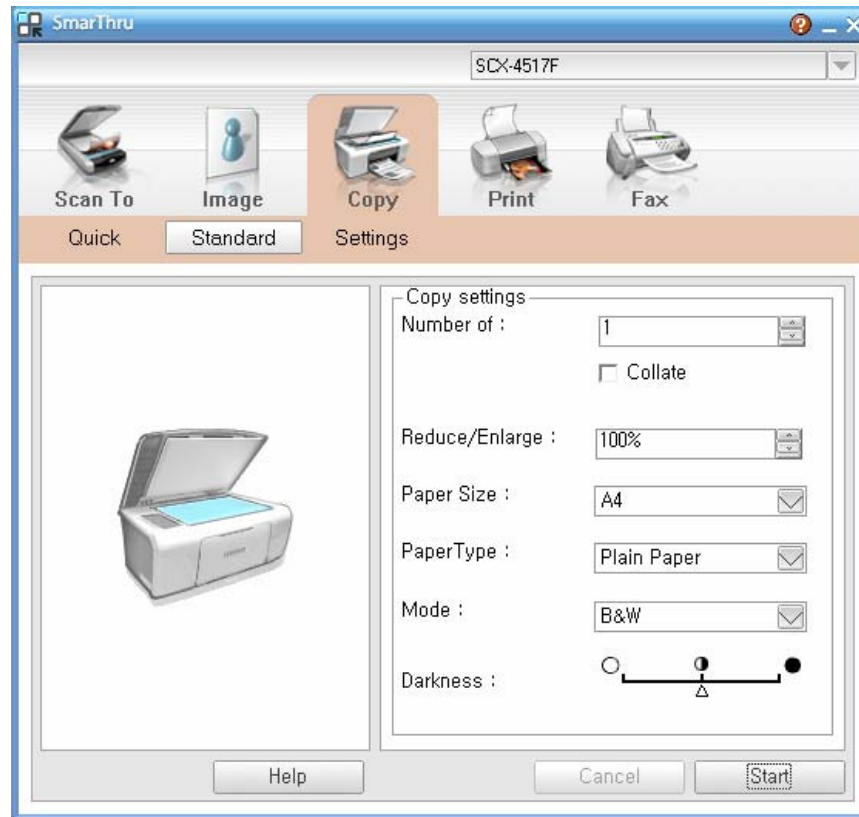 SmarThru
SCX-4517F
Scan To Image Copy Print Fax
Quick Standard Settings
Copy settings
Number of : 1
Collate
Reduce/Enlarge : 100%
Paper Size : A4
PaperType : Plain Paper
Mode : B&W
Darkness :
Help Cancel Start